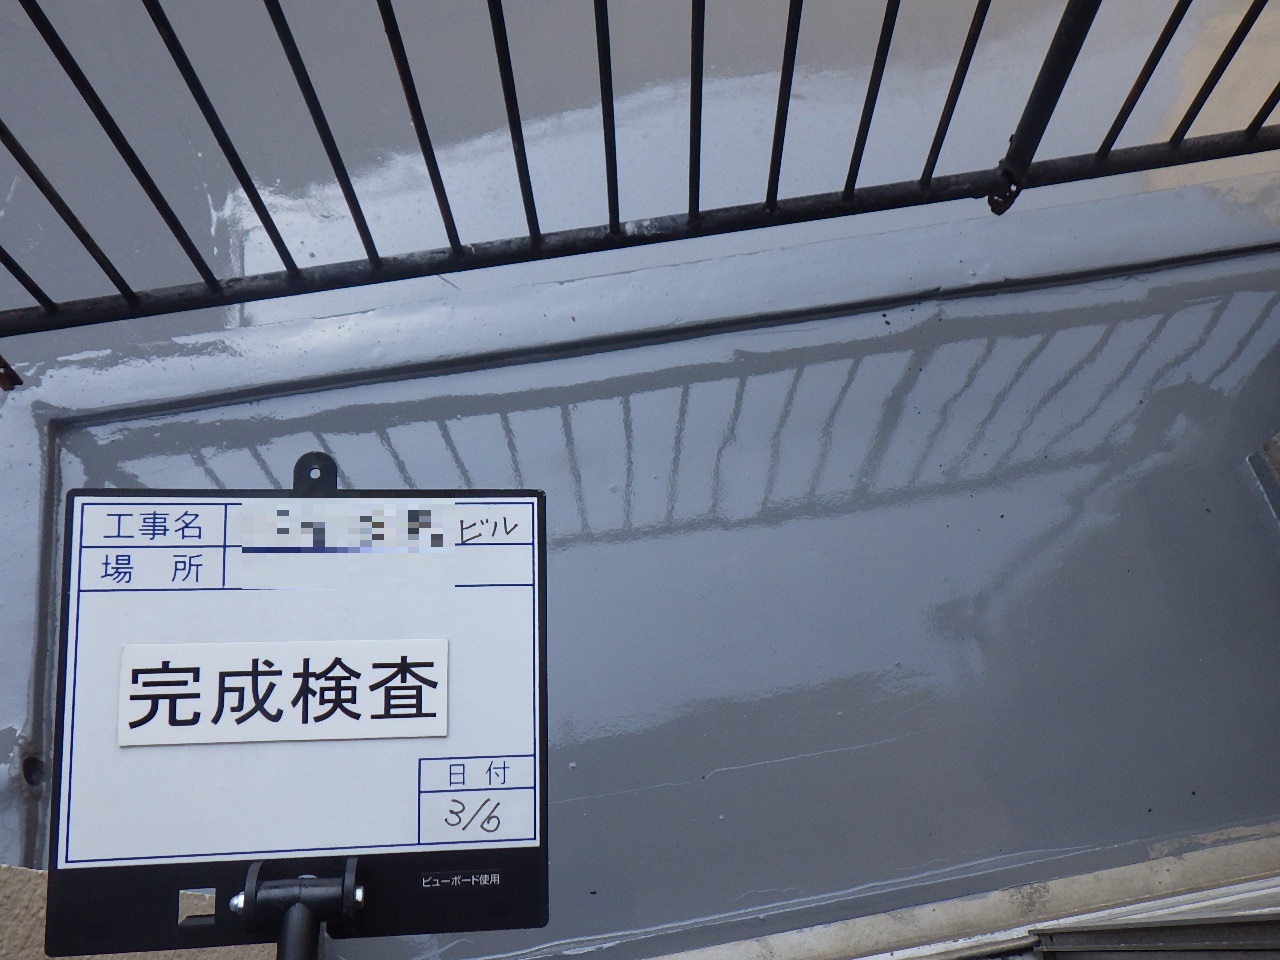 工事名 ビル
場 所
完成検査
日 付
3/6
ビューボード使用